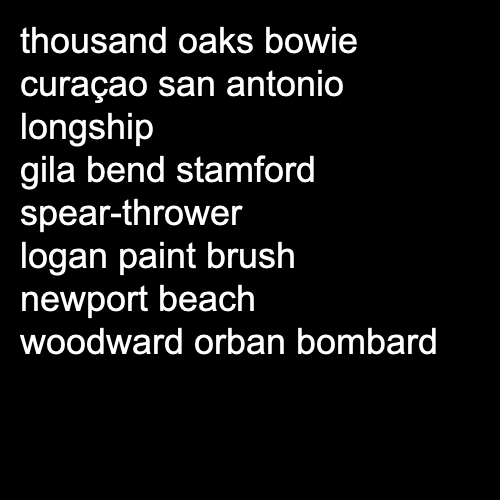 thousand oaks bowie
curaçao san antonio
longship
gila bend stamford
spear-thrower
logan paint brush
newport beach
woodward orban bombard